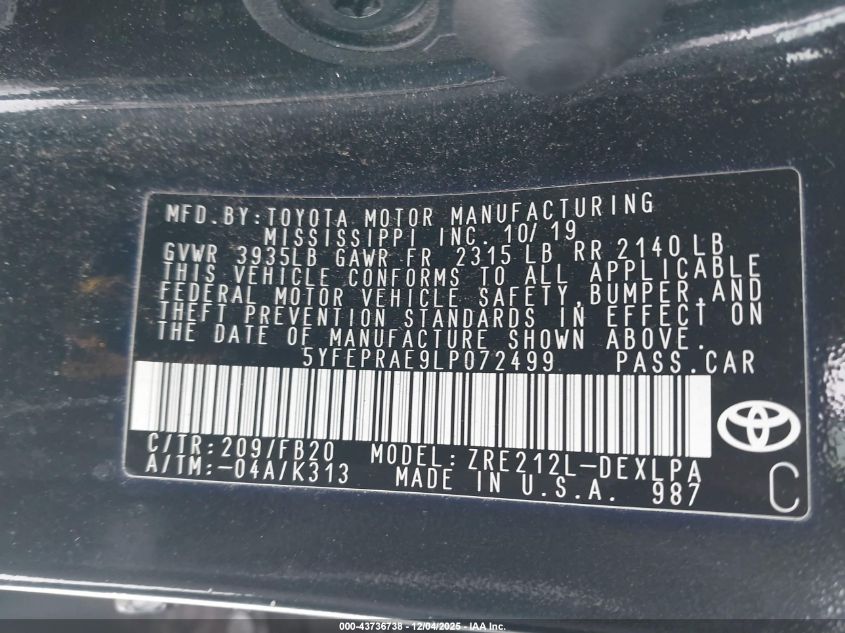 MFD.BY:TOYOTA MOTOR MANUFACTURING
MISSISSIPPI INC. 10/19
GVWR 3935LB GAWR FR 2315 LB RR 2140 LB
THIS VEHICLE CONFORMS TO ALL APPLICABLE
FEDERAL MOTOR VEHICLE SAFETY,BUMPER,AND
THEFT PREVENTION STANDARDS IN EFFECT ON
THE DATE OF MANUFACTURE SHOWN ABOVE.
5YFEPRAE9LP072499 PASS.CAR
C/TR:209/FB20 MODEL:ZRE212L-DEXLPA
A/TM:-04A/K313 MADE IN U.S.A. 987
C
000-43736738 - 12/04/2025 - IAA Inc.